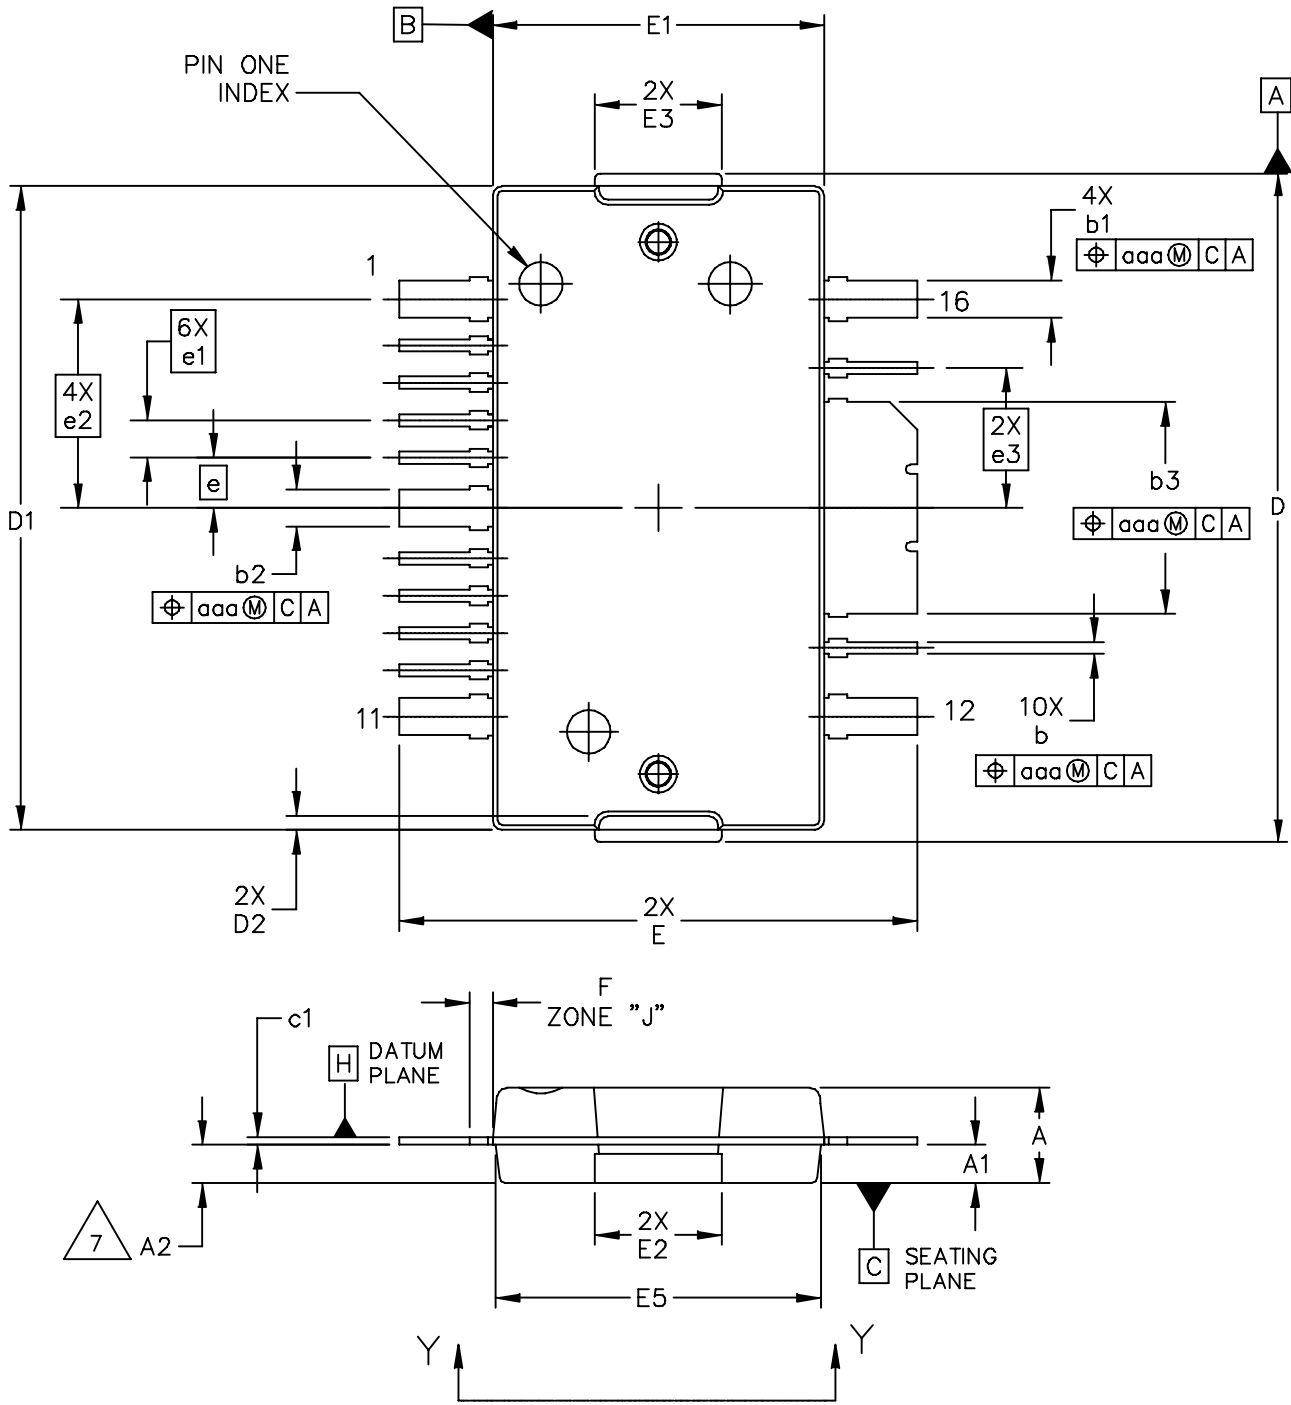 B
E1
PIN ONE
INDEX
2X
E3
A
4X
b1
⌖ aaa Ⓜ C A
1
16
6X
e1
4X
e2
2X
e3
e
b3
⌖ aaa Ⓜ C A
D1
D
b2
⌖ aaa Ⓜ C A
11
12
10X
b
⌖ aaa Ⓜ C A
2X
D2
2X
E
F
ZONE "J"
c1
H DATUM
PLANE
A
A1
7 A2
2X
E2
C SEATING
PLANE
E5
Y Y